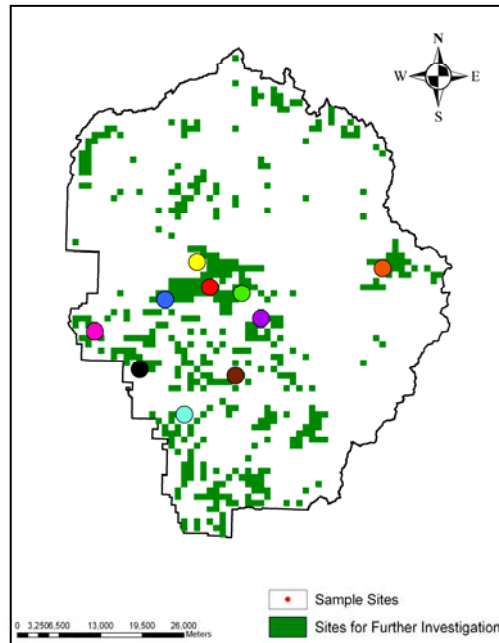 N
W E
S
Sample Sites
Sites for Further Investigation
0 3,250 6,500 13,000 19,500 26,000
Meters